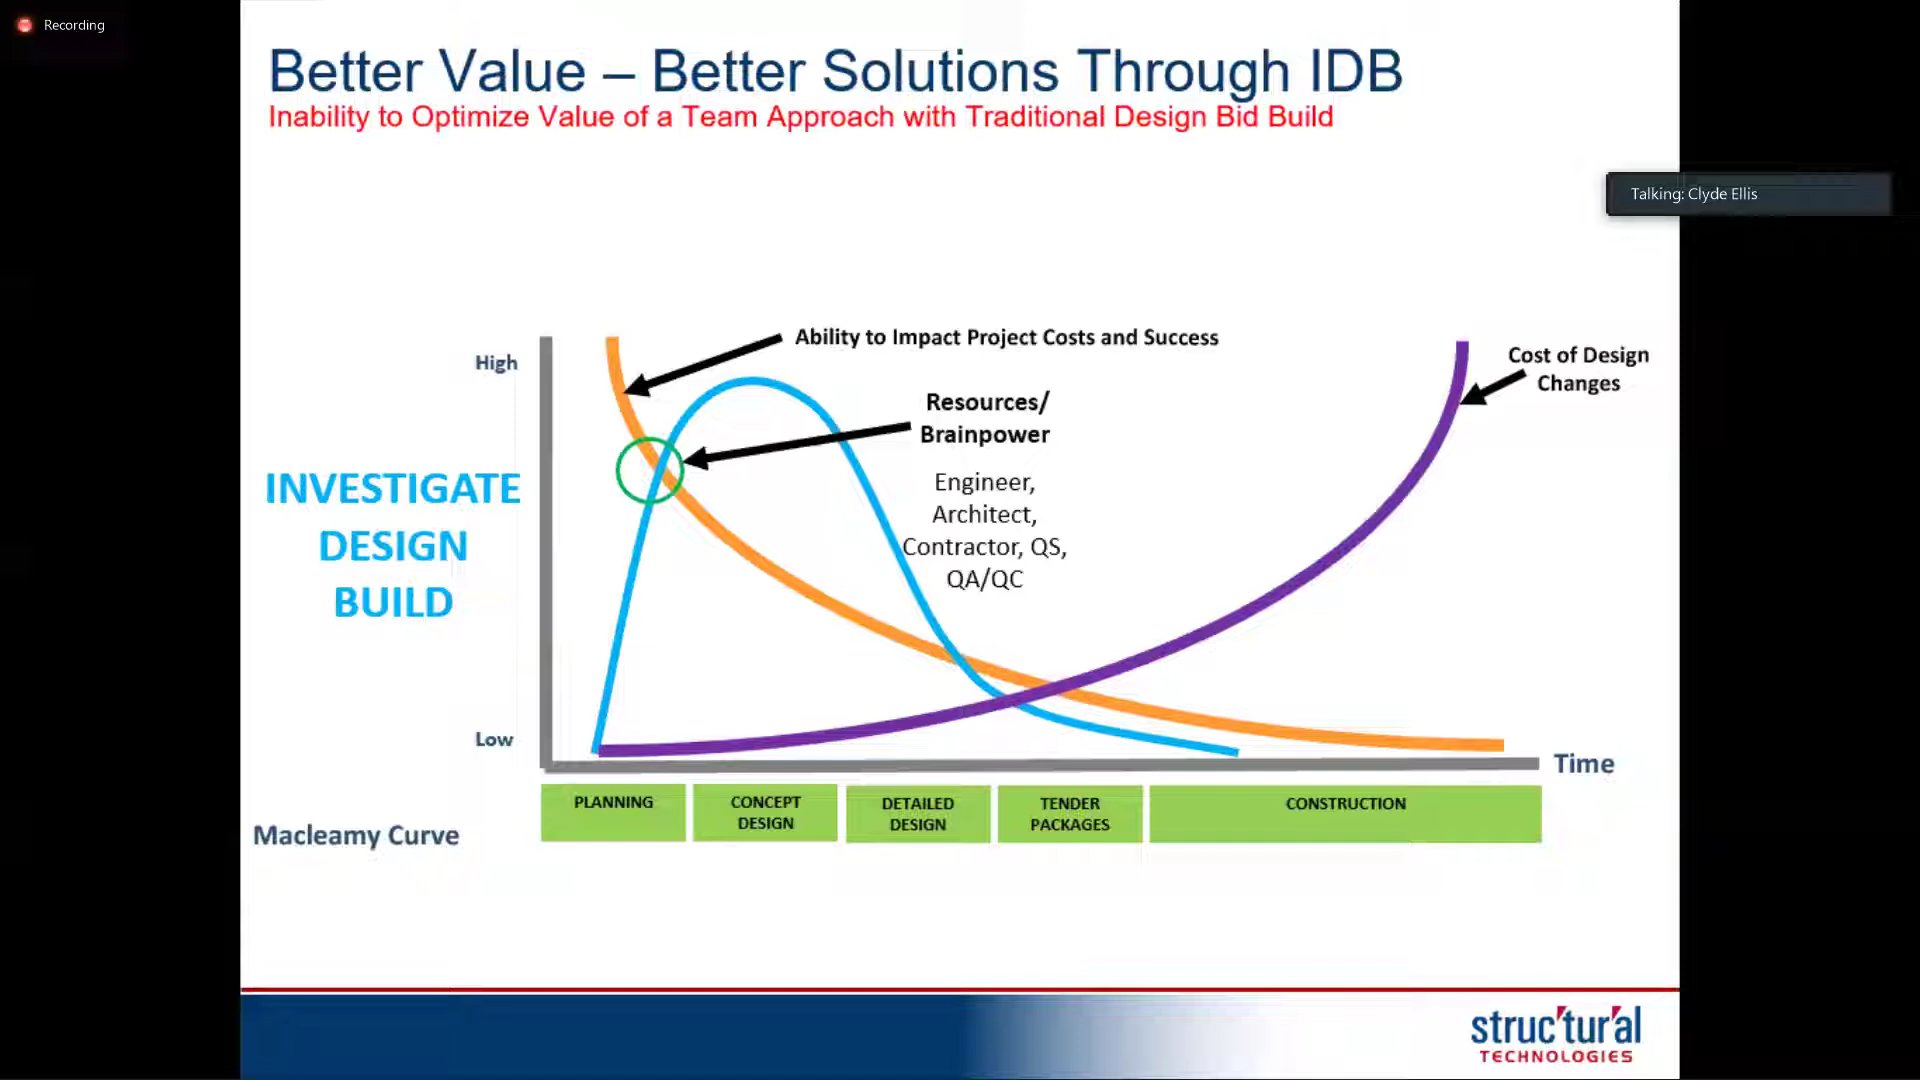 Recording
Better Value – Better Solutions Through IDB
Inability to Optimize Value of a Team Approach with Traditional Design Bid Build
Talking: Clyde Ellis
Ability to Impact Project Costs and Success
High
Cost of Design
Changes
Resources/
Brainpower
Engineer,
Architect,
Contractor, QS,
QA/QC
INVESTIGATE
DESIGN
BUILD
Low
Time
PLANNING
CONCEPT
DESIGN
DETAILED
DESIGN
TENDER
PACKAGES
CONSTRUCTION
Macleamy Curve
structural
TECHNOLOGIES